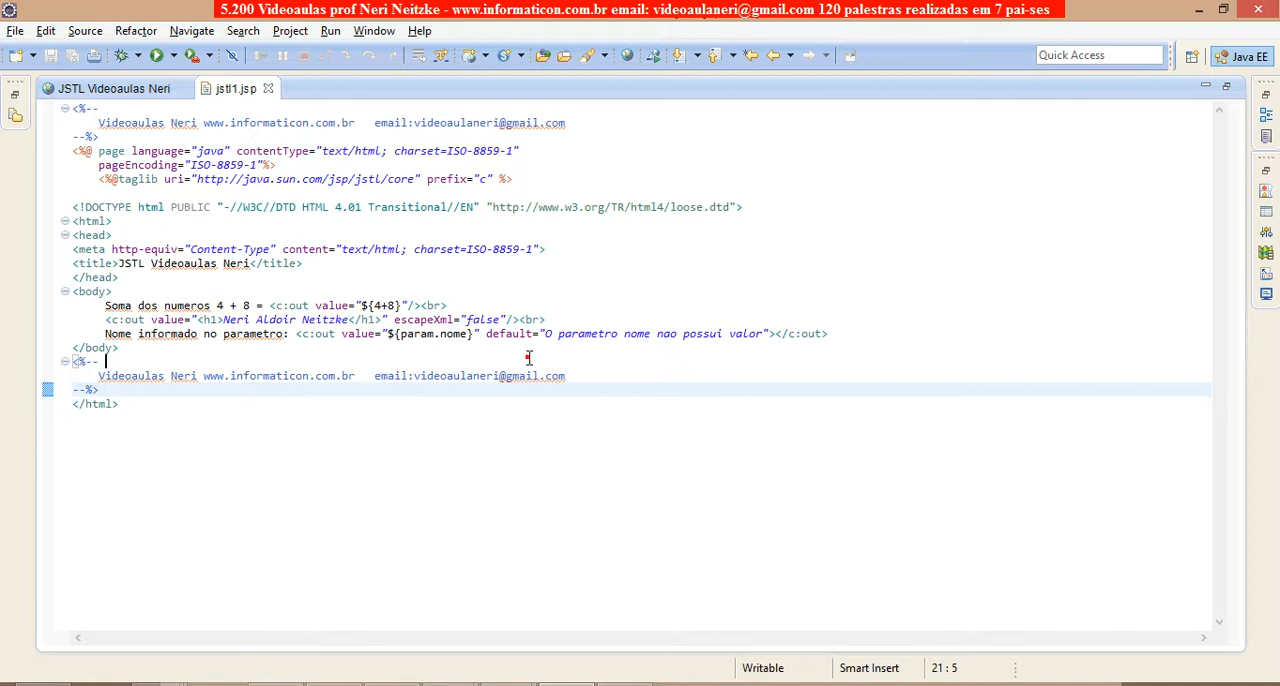 5.200 Videoaulas prof Neri Neitzke - www.informaticon.com.br email: videoaulaneri@gmail.com 120 palestras realizadas em 7 pai-ses
File Edit Source Refactor Navigate Search Project Run Window Help
Quick Access
Java EE
JSTL Videoaulas Neri
jstl1.jsp
<%--
Videoaulas Neri www.informaticon.com.br email:videoaulaneri@gmail.com
--%>
<%@ page language="java" contentType="text/html; charset=ISO-8859-1"
pageEncoding="ISO-8859-1"%>
<%@taglib uri="http://java.sun.com/jsp/jstl/core" prefix="c" %>
<!DOCTYPE html PUBLIC "-//W3C//DTD HTML 4.01 Transitional//EN" "http://www.w3.org/TR/html4/loose.dtd">
<html>
<head>
<meta http-equiv="Content-Type" content="text/html; charset=ISO-8859-1">
<title>JSTL Videoaulas Neri</title>
</head>
<body>
Soma dos numeros 4 + 8 = <c:out value="${4+8}"/><br>
<c:out value="<h1>Neri Aldoir Neitzke</h1>" escapeXml="false"/><br>
Nome informado no parametro: <c:out value="${param.nome}" default="O parametro nome nao possui valor"></c:out>
</body>
<%--
Videoaulas Neri www.informaticon.com.br email:videoaulaneri@gmail.com
--%>
</html>
Writable
Smart Insert
21 : 5